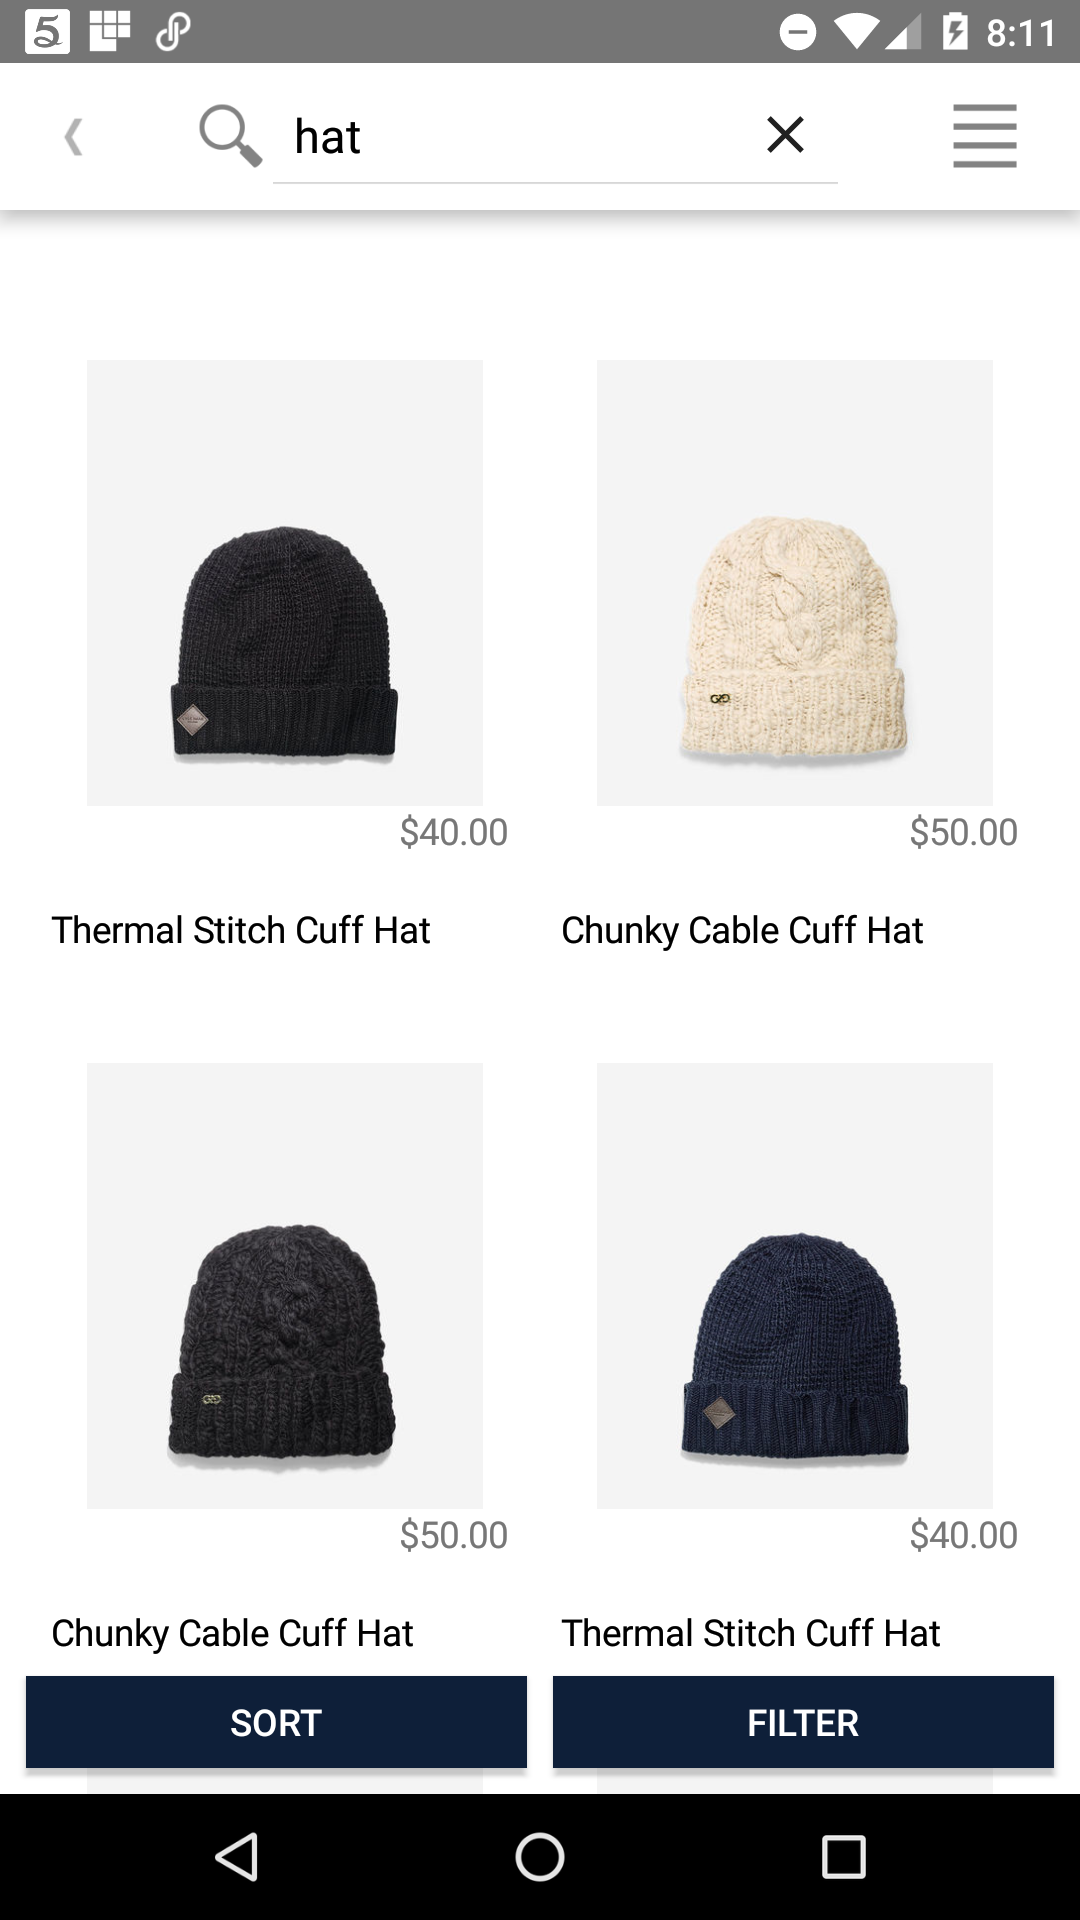 8:11
hat
$40.00
$50.00
Thermal Stitch Cuff Hat
Chunky Cable Cuff Hat
$50.00
$40.00
Chunky Cable Cuff Hat
Thermal Stitch Cuff Hat
SORT
FILTER